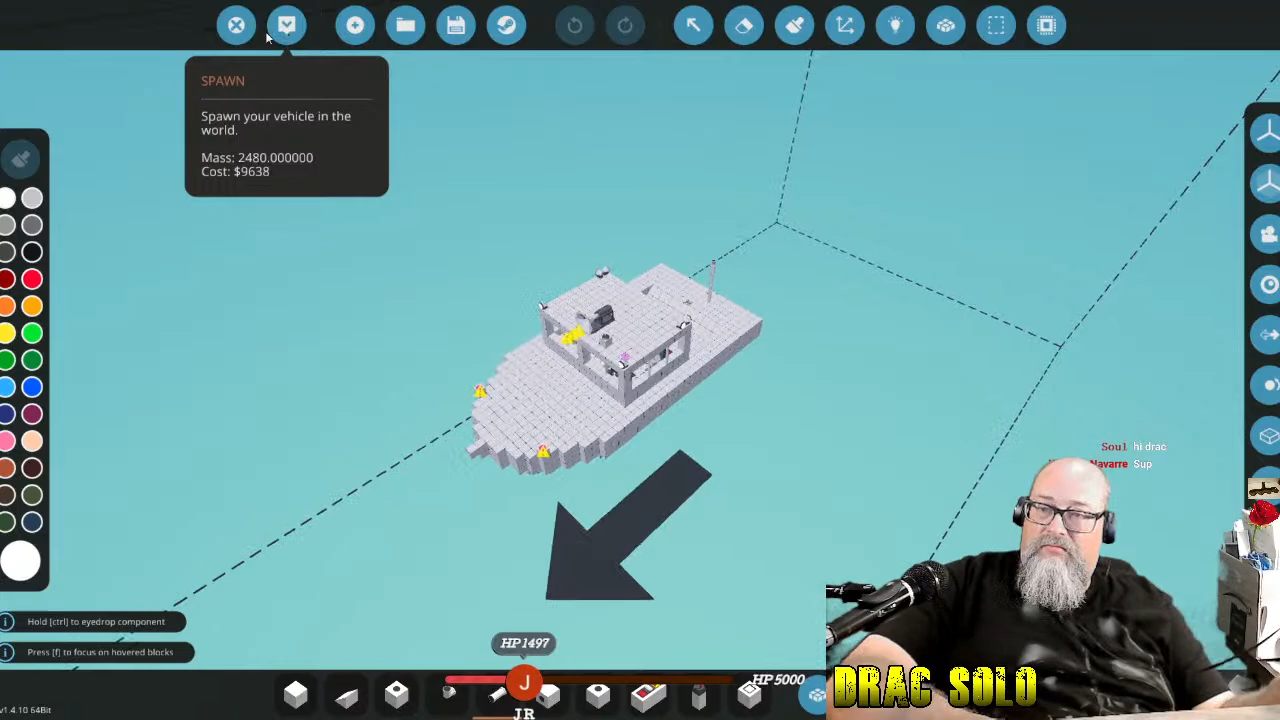 SPAWN
Spawn your vehicle in the
world.
Mass: 2480.000000
Cost: $9638
Soul hi drac
Navarre Sup
Hold [ctrl] to eyedrop component
Press [f] to focus on hovered blocks
HP 1497
J
HP 5000
JR
v1.4.10 64Bit
DRAC SOLO